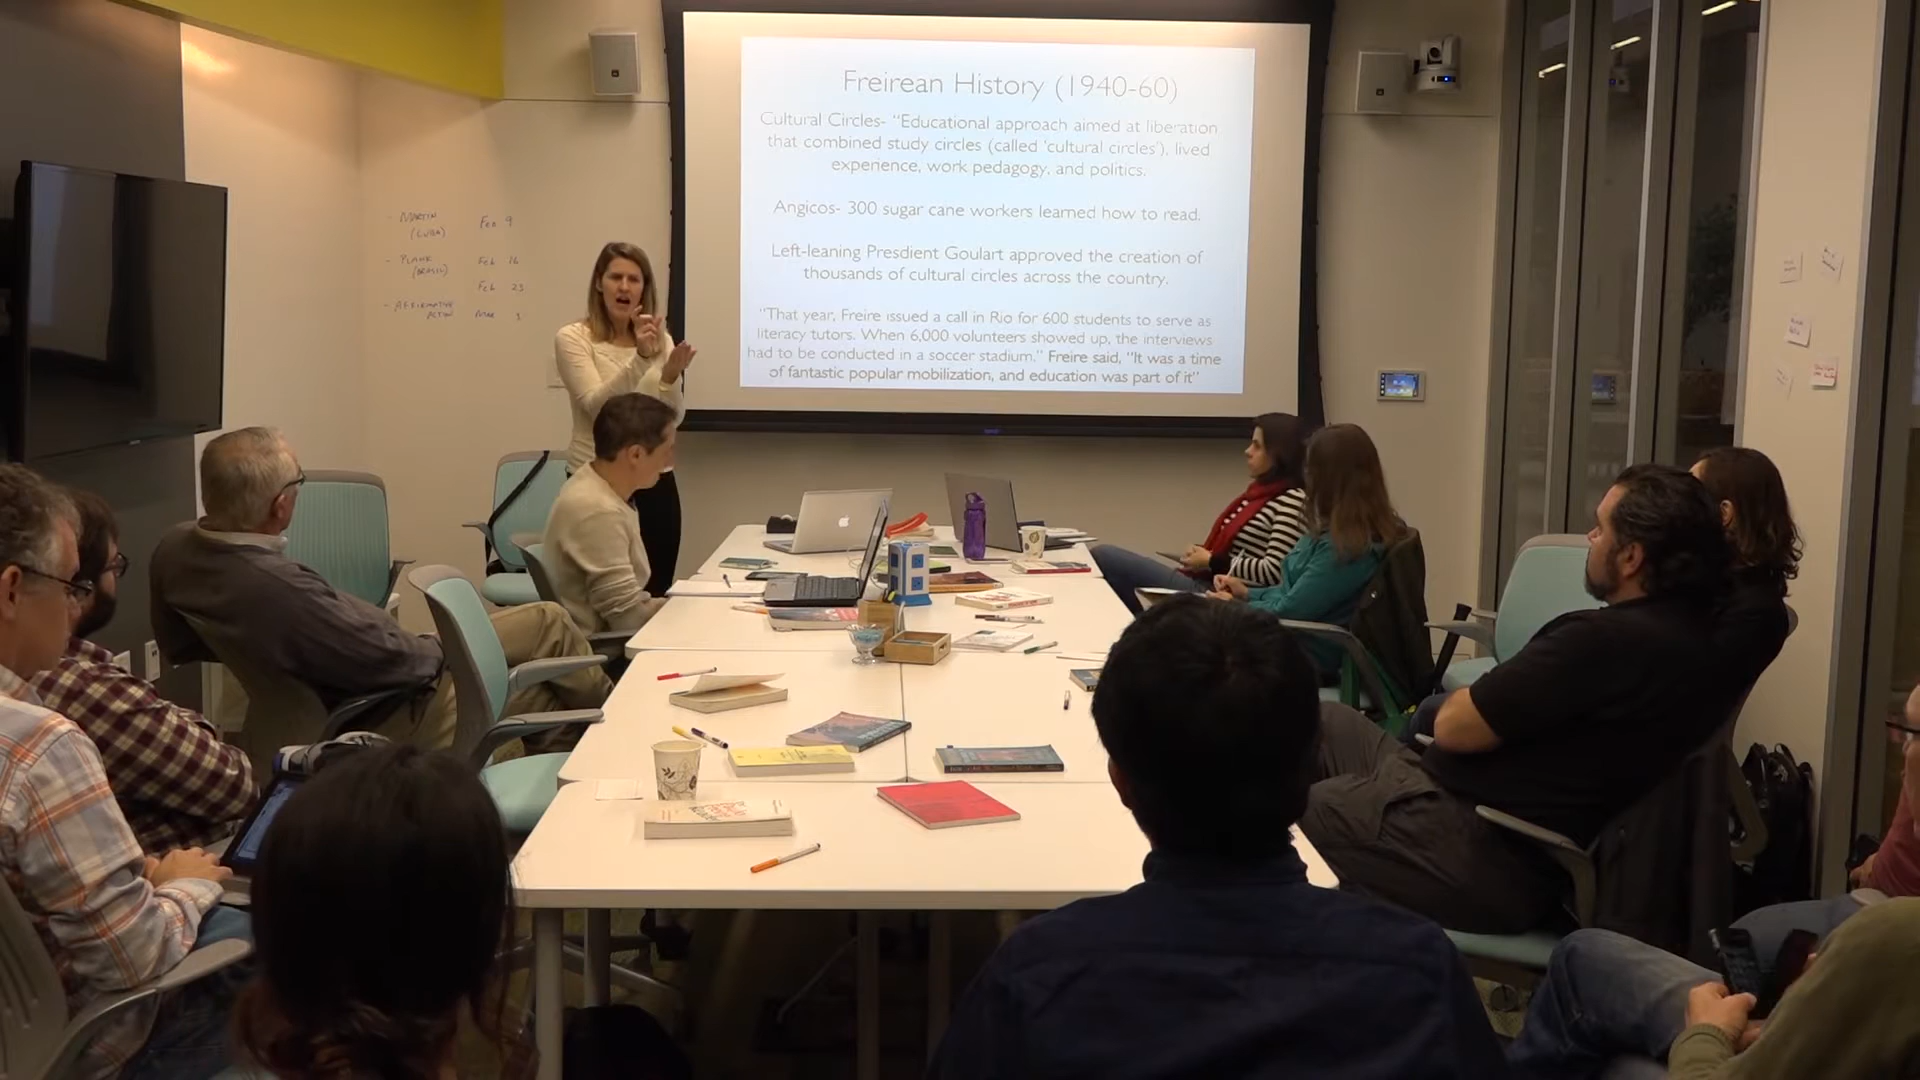 Freirean History (1940-60)
Cultural Circles- "Educational approach aimed at liberation
that combined study circles (called 'cultural circles'), lived
experience, work pedagogy, and politics.
Angicos- 300 sugar cane workers learned how to read.
Left-leaning Presdient Goulart approved the creation of
thousands of cultural circles across the country.
"That year, Freire issued a call in Rio for 600 students to serve as
literacy tutors. When 6,000 volunteers showed up, the interviews
had to be conducted in a soccer stadium." Freire said, "It was a time
of fantastic popular mobilization, and education was part of it"
- MARTIN Feb 9
(CUBA)
- Feb 16
(BRASIL)
Feb 23
- AFFIRMATIVE
ACTION MAR 3